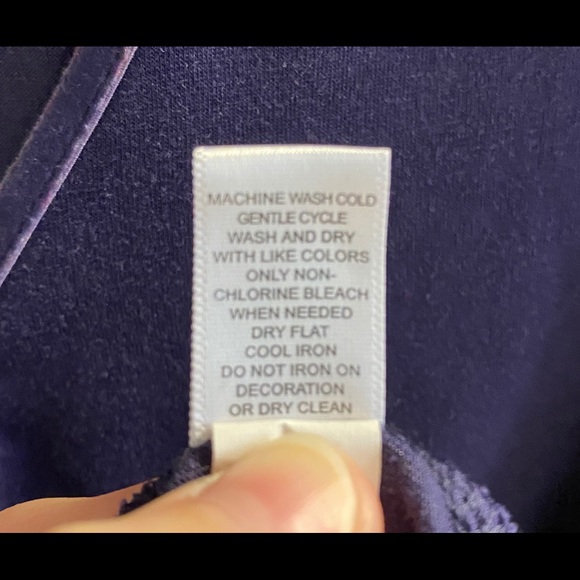 MACHINE WASH COLD
GENTLE CYCLE
WASH AND DRY
WITH LIKE COLORS
ONLY NON-
CHLORINE BLEACH
WHEN NEEDED
DRY FLAT
COOL IRON
DO NOT IRON ON
DECORATION
OR DRY CLEAN